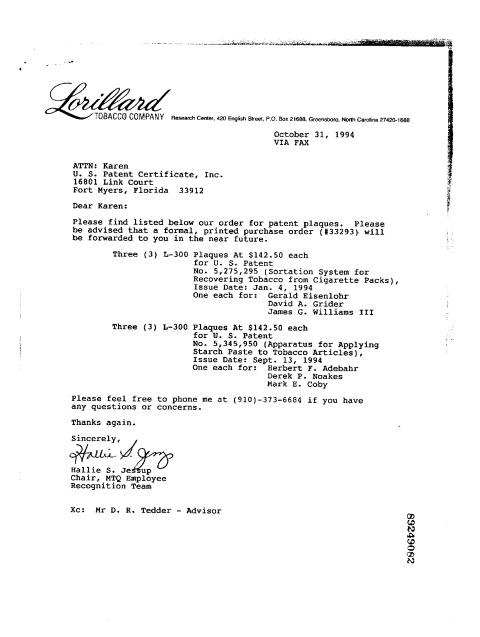 Lorillard
TOBACCO COMPANY Research Center, 420 English Street, P.O. Box 21688, Greensboro, North Carolina 27420-1688
October 31, 1994
VIA FAX
ATTN: Karen
U. S. Patent Certificate, Inc.
16801 Link Court
Fort Myers, Florida 33912
Dear Karen:
Please find listed below our order for patent plaques. Please
be advised that a formal, printed purchase order (#33293) will
be forwarded to you in the near future.
Three (3) L-300 Plaques At $142.50 each
for U. S. Patent
No. 5,275,295 (Sortation System for
Recovering Tobacco from Cigarette Packs),
Issue Date: Jan. 4, 1994
One each for: Gerald Eisenlohr
David A. Grider
James G. Williams III
Three (3) L-300 Plaques At $142.50 each
for U. S. Patent
No. 5,345,950 (Apparatus for Applying
Starch Paste to Tobacco Articles),
Issue Date: Sept. 13, 1994
One each for: Herbert F. Adebahr
Derek P. Noakes
Mark E. Coby
Please feel free to phone me at (910)-373-6684 if you have
any questions or concerns.
Thanks again.
Sincerely,
Hallie S. Jessup
Hallie S. Jessup
Chair, MTQ Employee
Recognition Team
Xc: Mr D. R. Tedder - Advisor
89249082